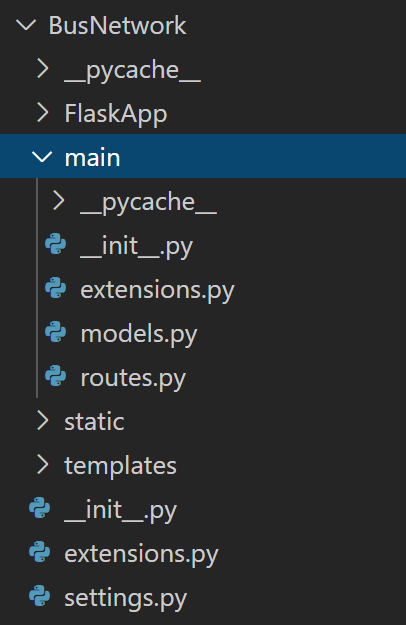 BusNetwork
__pycache__
FlaskApp
main
__pycache__
__init__.py
extensions.py
models.py
routes.py
static
templates
__init__.py
extensions.py
settings.py